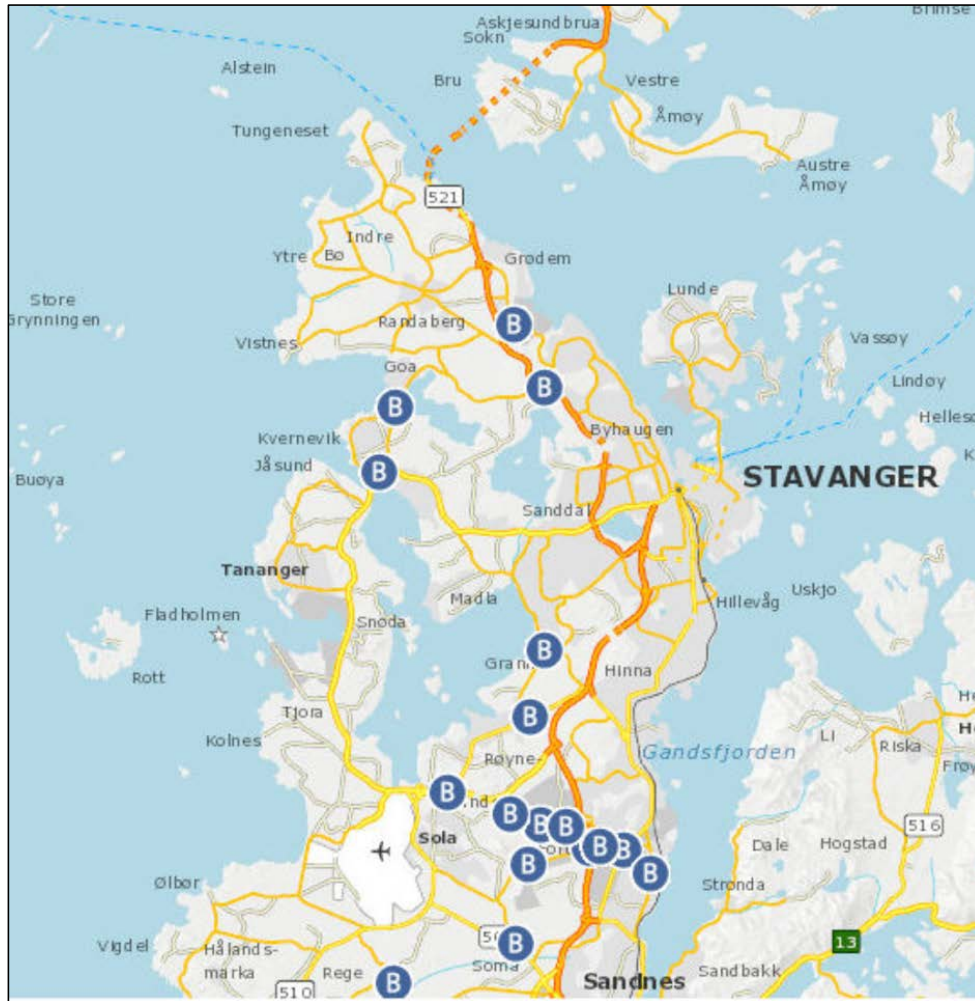 Askjesundbrua
Sokn
Alstein
Bru
Vestre
Åmøy
Tungeneset
Austre
Åmøy
521
Indre
Ytre
Bø
Grødem
Store
Lunde
Randaberg
B
Vassøy
Vistnes
Goa
B
Lindøy
B
Byhaugen
Kvernevik
Jåsund
B
STAVANGER
Buøya
Sanddal
Tananger
Madla
Hillevåg
Uskjo
Fladholmen
Snøda
B
Hinna
Rott
Tjora
B
Li
Riska
Kolnes
Gandsfjorden
Røyne-
B
B
B
B
516
Sola
B
B
B
B
Dale
Hogstad
Ølbør
Stronda
Vigdel
Hålands-
marka
B
13
Rege
Soma
Sandbakk
B
Sandnes
510